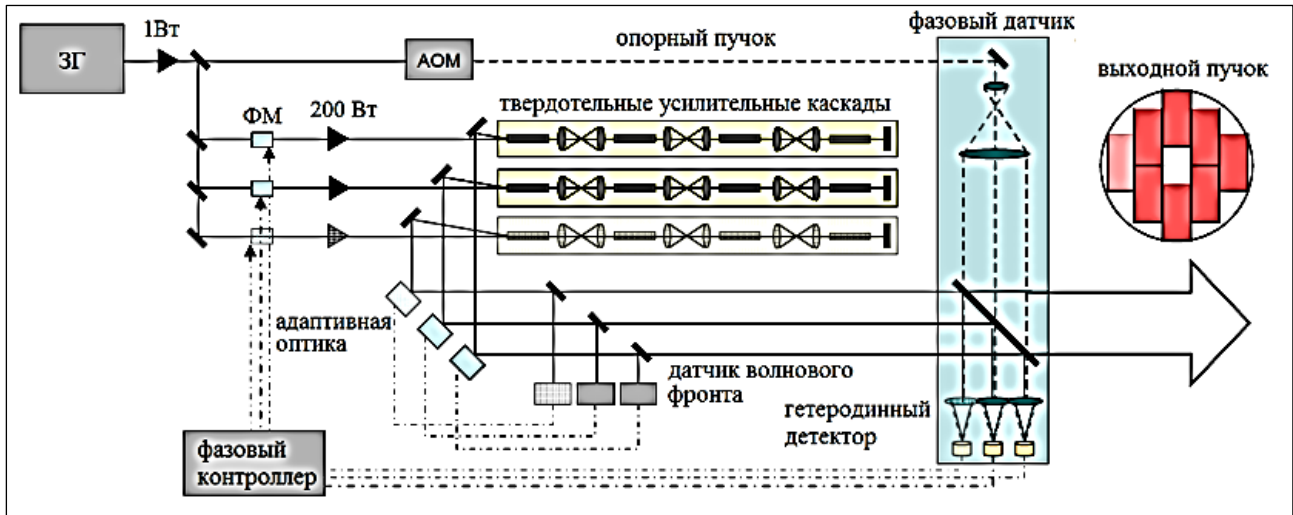 ЗГ
1Вт
АОМ
опорный пучок
фазовый датчик
выходной пучок
ФМ
200 Вт
твердотельные усилительные каскады
адаптивная
оптика
датчик волнового
фронта
гетеродинный
детектор
фазовый
контроллер